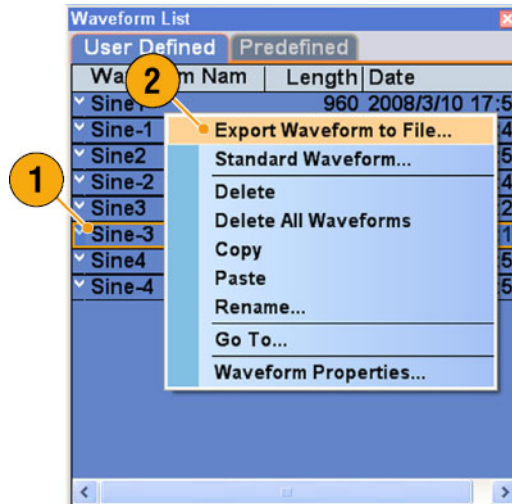 Waveform List
User Defined Predefined
Nam Length Date
Sine1 960 2008/3/10 17:5
Sine-1
Sine2
Sine-2
Sine3
Sine-3
Sine4
Sine-4
2
1
Export Waveform to File...
Standard Waveform...
Delete
Delete All Waveforms
Copy
Paste
Rename...
Go To...
Waveform Properties...